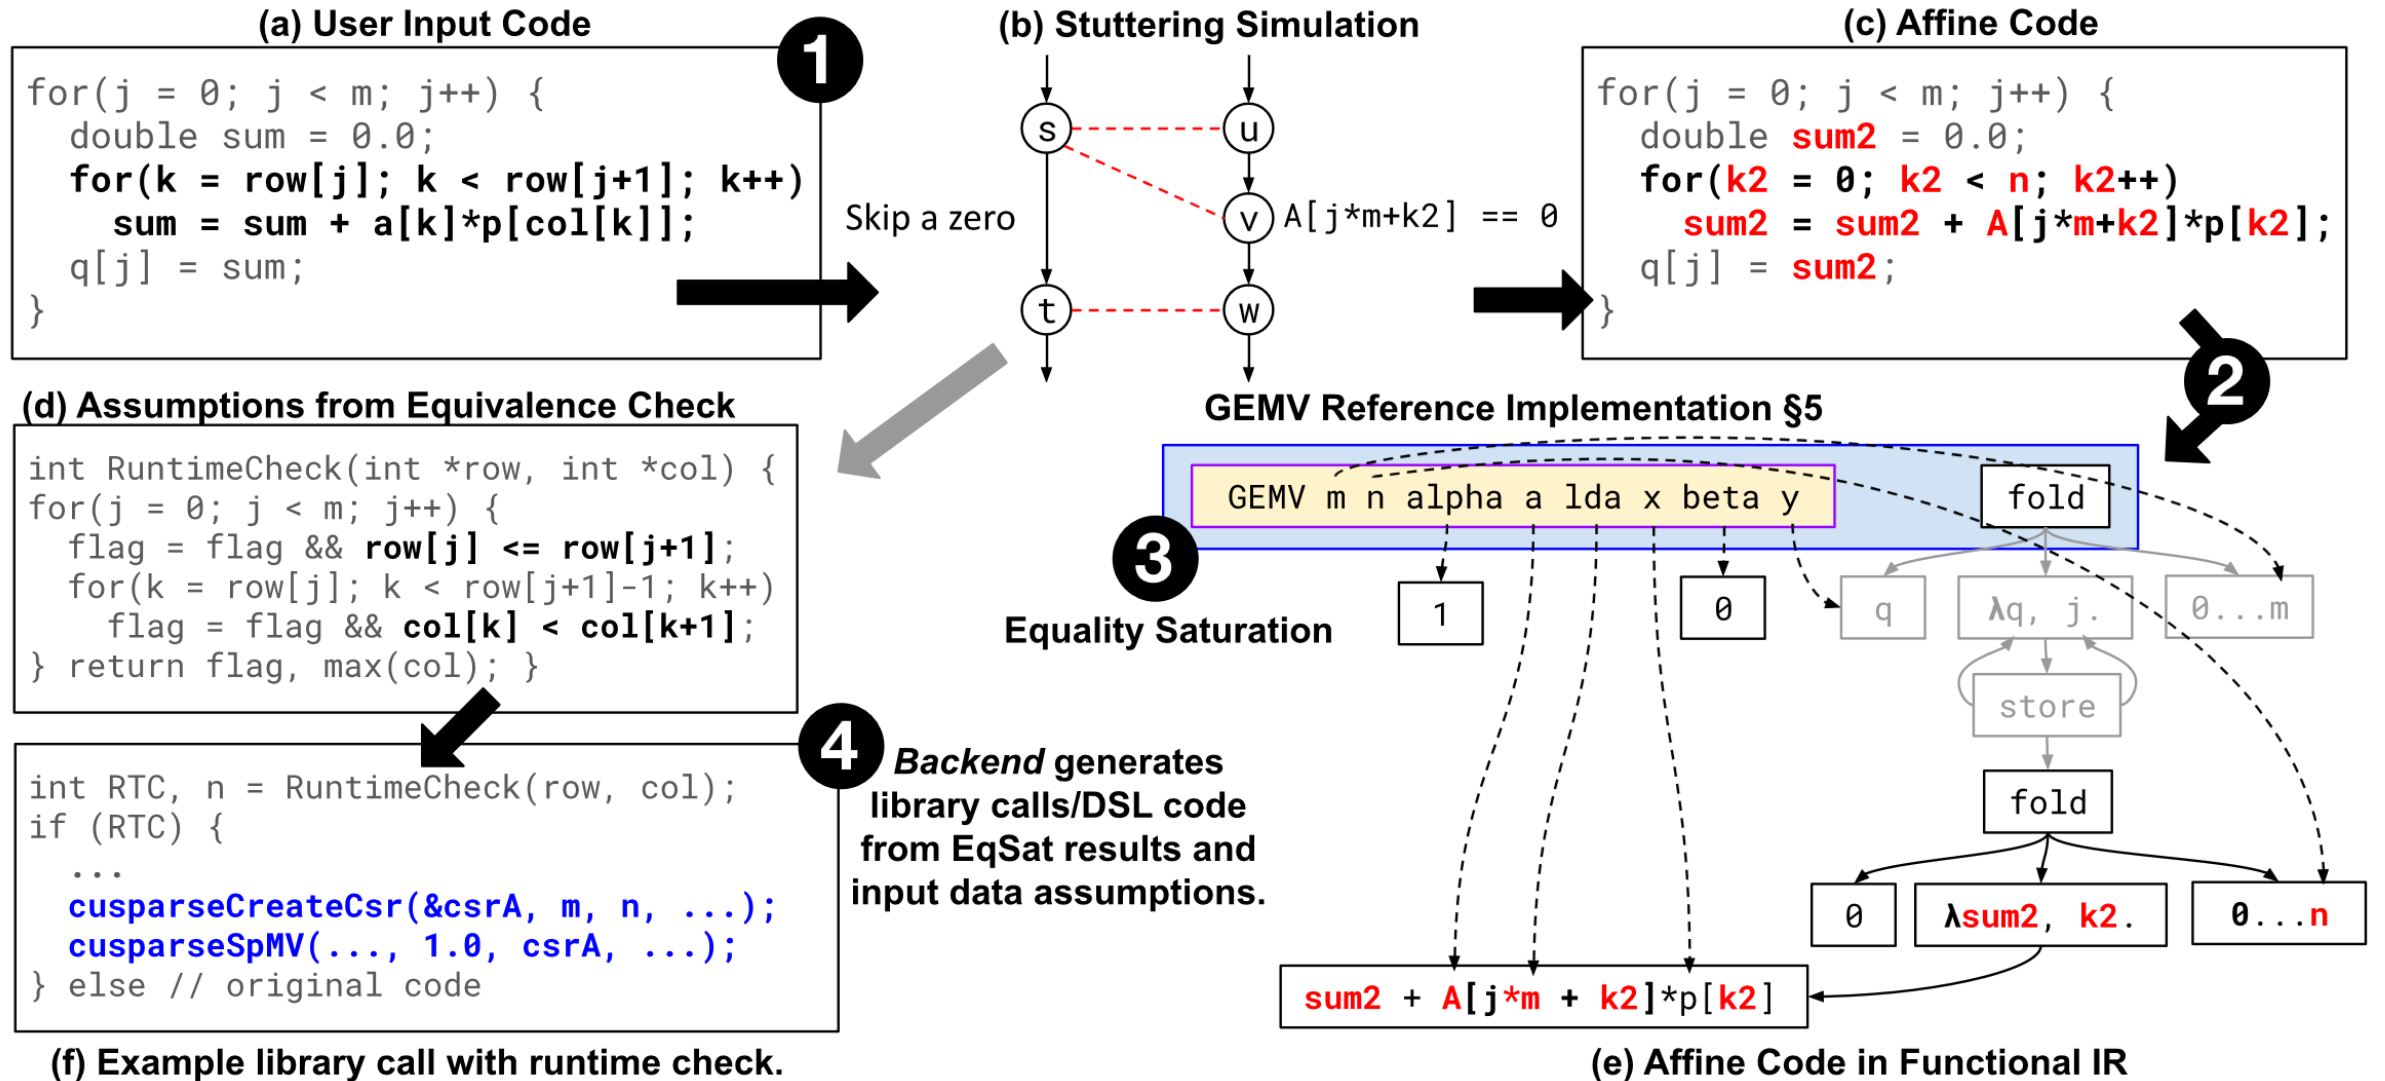 (a) User Input Code
1
for(j = 0; j < m; j++) {
double sum = 0.0;
for(k = row[j]; k < row[j+1]; k++)
sum = sum + a[k]*p[col[k]];
q[j] = sum;
}
(b) Stuttering Simulation
s
u
Skip a zero
v
A[j*m+k2] == 0
t
w
(c) Affine Code
for(j = 0; j < m; j++) {
double sum2 = 0.0;
for(k2 = 0; k2 < n; k2++)
sum2 = sum2 + A[j*m+k2]*p[k2];
q[j] = sum2;
}
2
(d) Assumptions from Equivalence Check
int RuntimeCheck(int *row, int *col) {
for(j = 0; j < m; j++) {
flag = flag && row[j] <= row[j+1];
for(k = row[j]; k < row[j+1]-1; k++)
flag = flag && col[k] < col[k+1];
} return flag, max(col); }
GEMV Reference Implementation §5
GEMV m n alpha a lda x beta y
fold
3
Equality Saturation
1
0
q
λq, j.
0...m
store
fold
0
λsum2, k2.
0...n
sum2 + A[j*m + k2]*p[k2]
(e) Affine Code in Functional IR
4
Backend generates
library calls/DSL code
from EqSat results and
input data assumptions.
int RTC, n = RuntimeCheck(row, col);
if (RTC) {
...
cusparseCreateCsr(&csrA, m, n, ...);
cusparseSpMV(..., 1.0, csrA, ...);
} else // original code
(f) Example library call with runtime check.